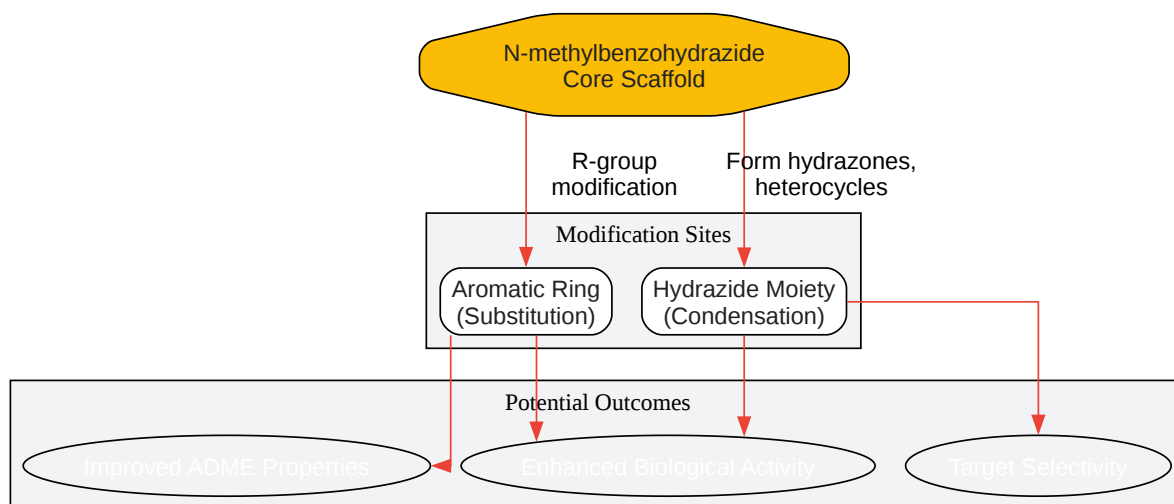 N-methylbenzohydrazide
Core Scaffold
R-group
modification
Form hydrazones,
heterocycles
Modification Sites
Aromatic Ring
(Substitution)
Hydrazide Moiety
(Condensation)
Potential Outcomes
Improved ADME Properties
Enhanced Biological Activity
Target Selectivity